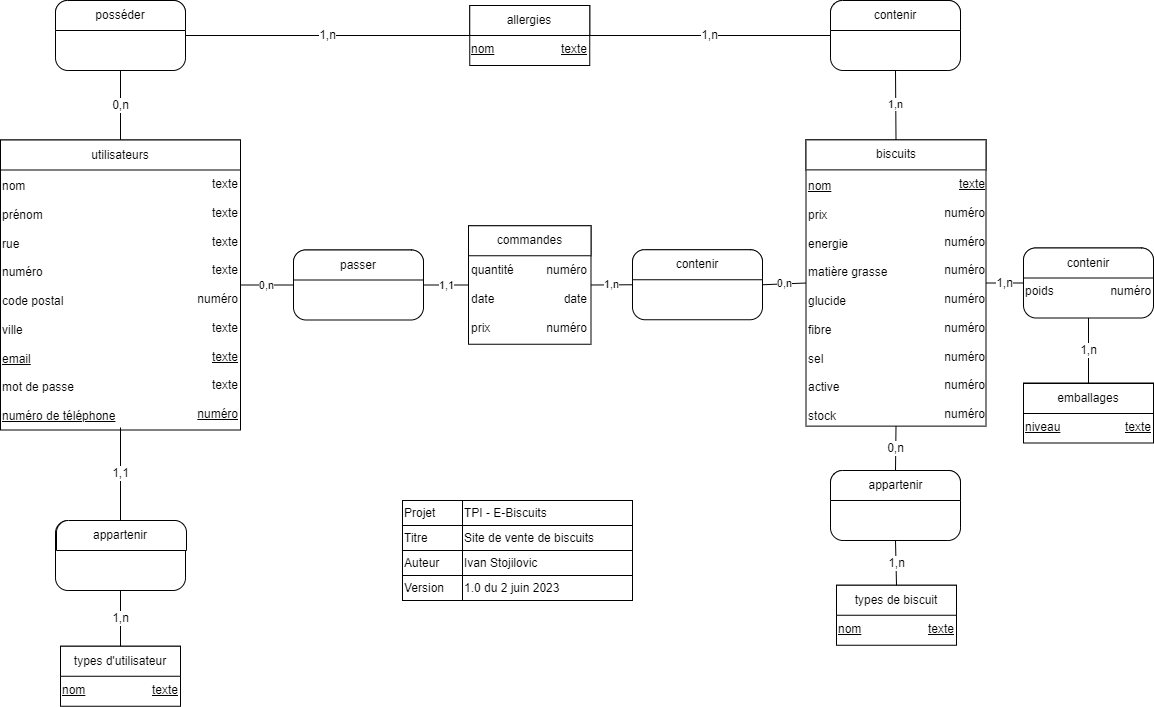 posséder
allergies
contenir
1,n
1,n
nom texte
0,n
1,n
utilisateurs
nom texte
prénom texte
rue texte
numéro texte
code postal numéro
ville texte
email texte
mot de passe texte
numéro de téléphone numéro
0,n
passer
1,1
commandes
quantité numéro
date date
prix numéro
1,n
contenir
0,n
biscuits
nom texte
prix numéro
energie numéro
matière grasse numéro
glucide numéro
fibre numéro
sel numéro
active numéro
stock numéro
1,n
contenir
poids numéro
1,n
emballages
niveau texte
1,1
appartenir
1,n
types d'utilisateur
nom texte
Projet TPI - E-Biscuits
Titre Site de vente de biscuits
Auteur Ivan Stojilovic
Version 1.0 du 2 juin 2023
0,n
appartenir
1,n
types de biscuit
nom texte